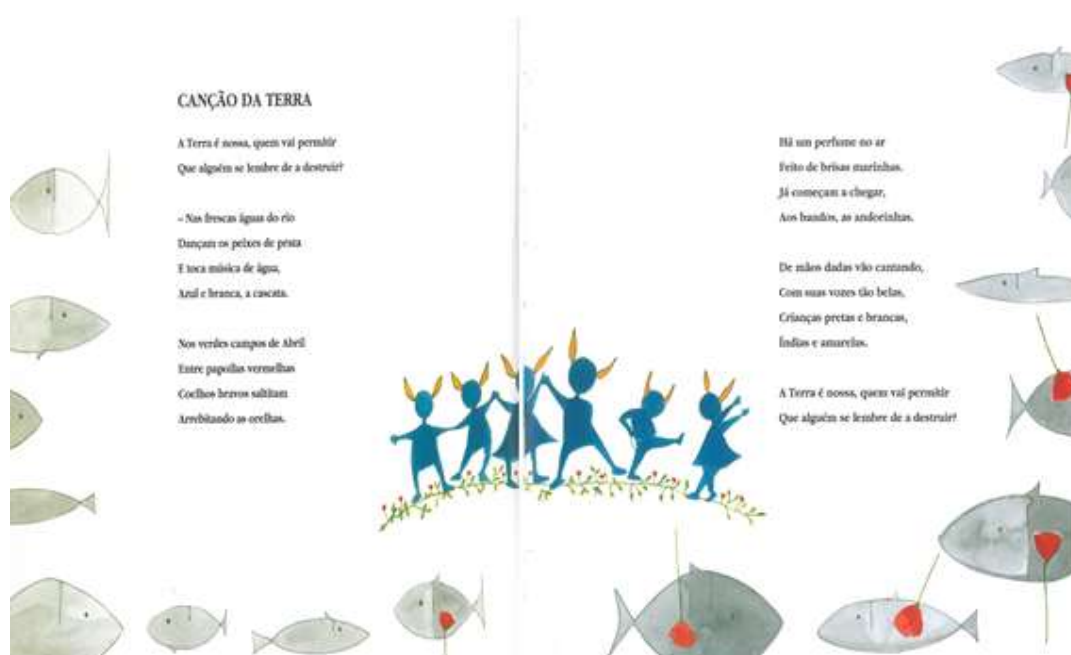 CANÇÃO DA TERRA
A Terra é nossa, quem vai permitir
Que alguém se lembre de a destruir?
– Nas frescas águas do rio
Dançam os peixes de prata
E toca música de água,
Azul e branca, a cascata.
Nos verdes campos de Abril
Entre papoilas vermelhas
Coelhos bravos saltitam
Arrebitando as orelhas.
Há um perfume no ar
Feito de brisas marinhas.
Já começam a chegar,
Aos bandos, as andorinhas.
De mãos dadas vão cantando,
Com suas vozes tão belas,
Crianças pretas e brancas,
Índias e amarelas.
A Terra é nossa, quem vai permitir
Que alguém se lembre de a destruir?